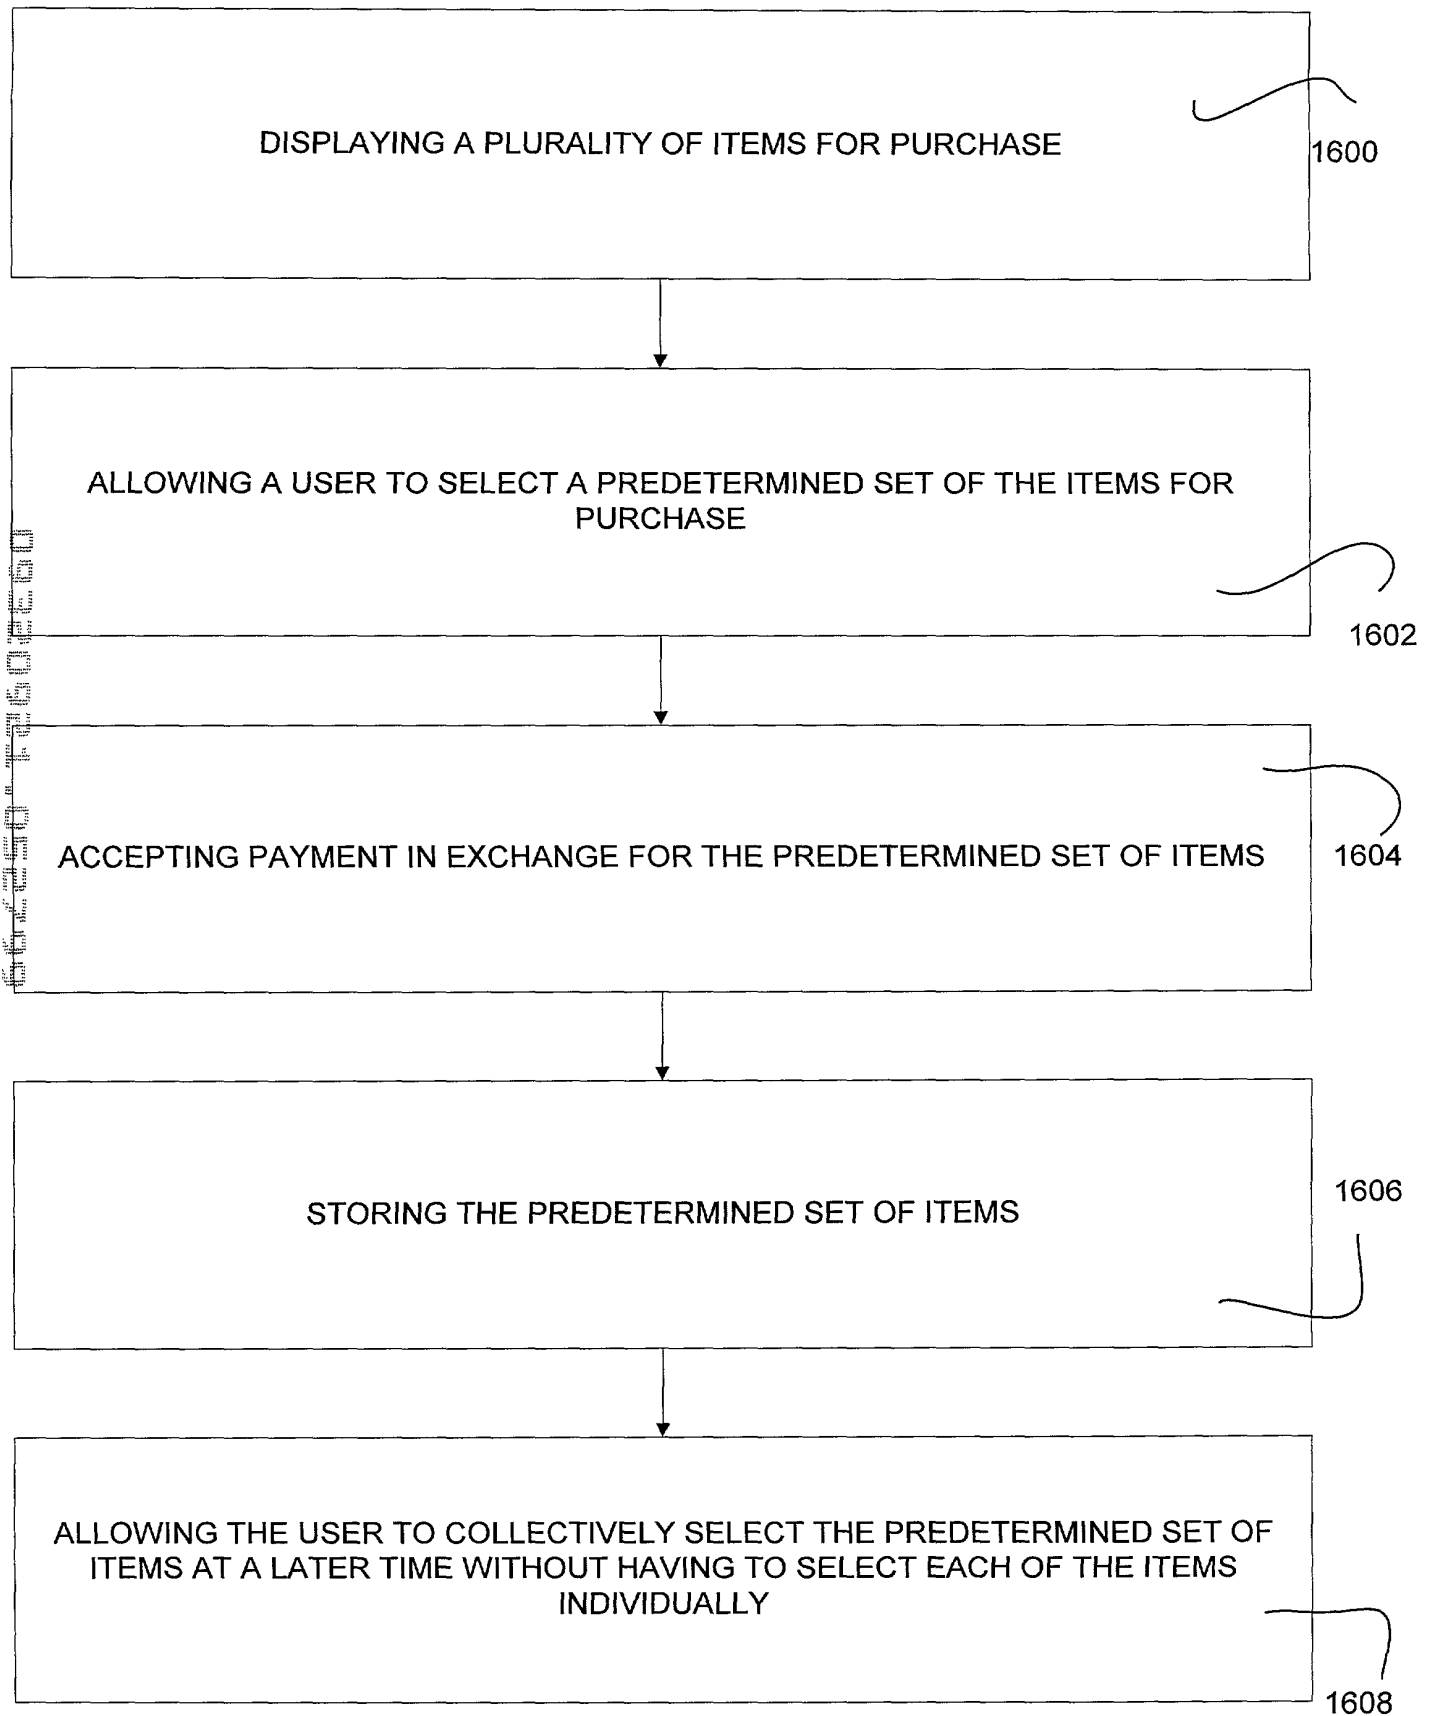 DISPLAYING A PLURALITY OF ITEMS FOR PURCHASE
1600
ALLOWING A USER TO SELECT A PREDETERMINED SET OF THE ITEMS FOR
PURCHASE
1602
ACCEPTING PAYMENT IN EXCHANGE FOR THE PREDETERMINED SET OF ITEMS
1604
STORING THE PREDETERMINED SET OF ITEMS
1606
ALLOWING THE USER TO COLLECTIVELY SELECT THE PREDETERMINED SET OF
ITEMS AT A LATER TIME WITHOUT HAVING TO SELECT EACH OF THE ITEMS
INDIVIDUALLY
1608